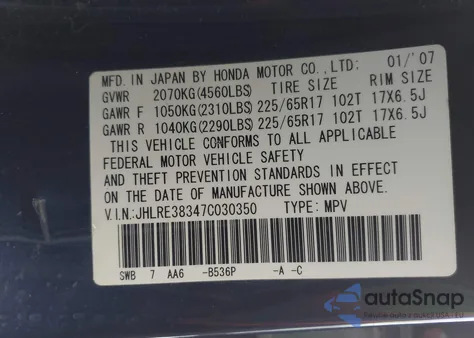 MFD. IN JAPAN BY HONDA MOTOR CO., LTD: 01/'07
GVWR 2070KG(4560LBS) TIRE SIZE RIM SIZE
GAWR F 1050KG(2310LBS) 225/65R17 102T 17X6.5J
GAWR R 1040KG(2290LBS) 225/65R17 102T 17X6.5J
THIS VEHICLE CONFORMS TO ALL APPLICABLE
FEDERAL MOTOR VEHICLE SAFETY
AND THEFT PREVENTION STANDARDS IN EFFECT
ON THE DATE OF MANUFACTURE SHOWN ABOVE.
V.I.N:JHLRE38347C030350 TYPE: MPV
SWB 7 AA6 -B536P -A -C
autoSnap